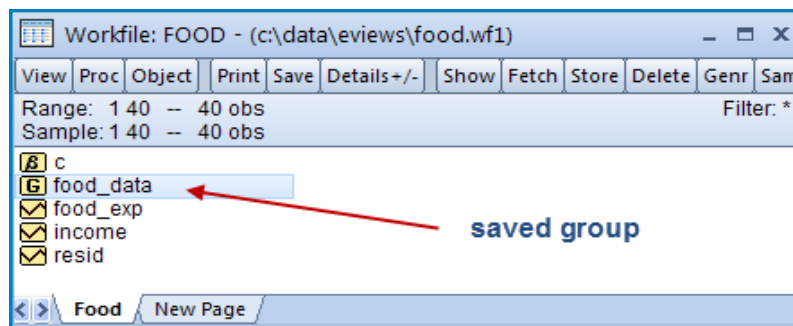 Workfile: FOOD - (c:\data\eviews\food.wf1)
View Proc Object Print Save Details+/- Show Fetch Store Delete Genr Sam
Range: 1 40 -- 40 obs Filter: *
Sample: 1 40 -- 40 obs
β c
G food_data
food_exp
saved group
income
resid
Food New Page